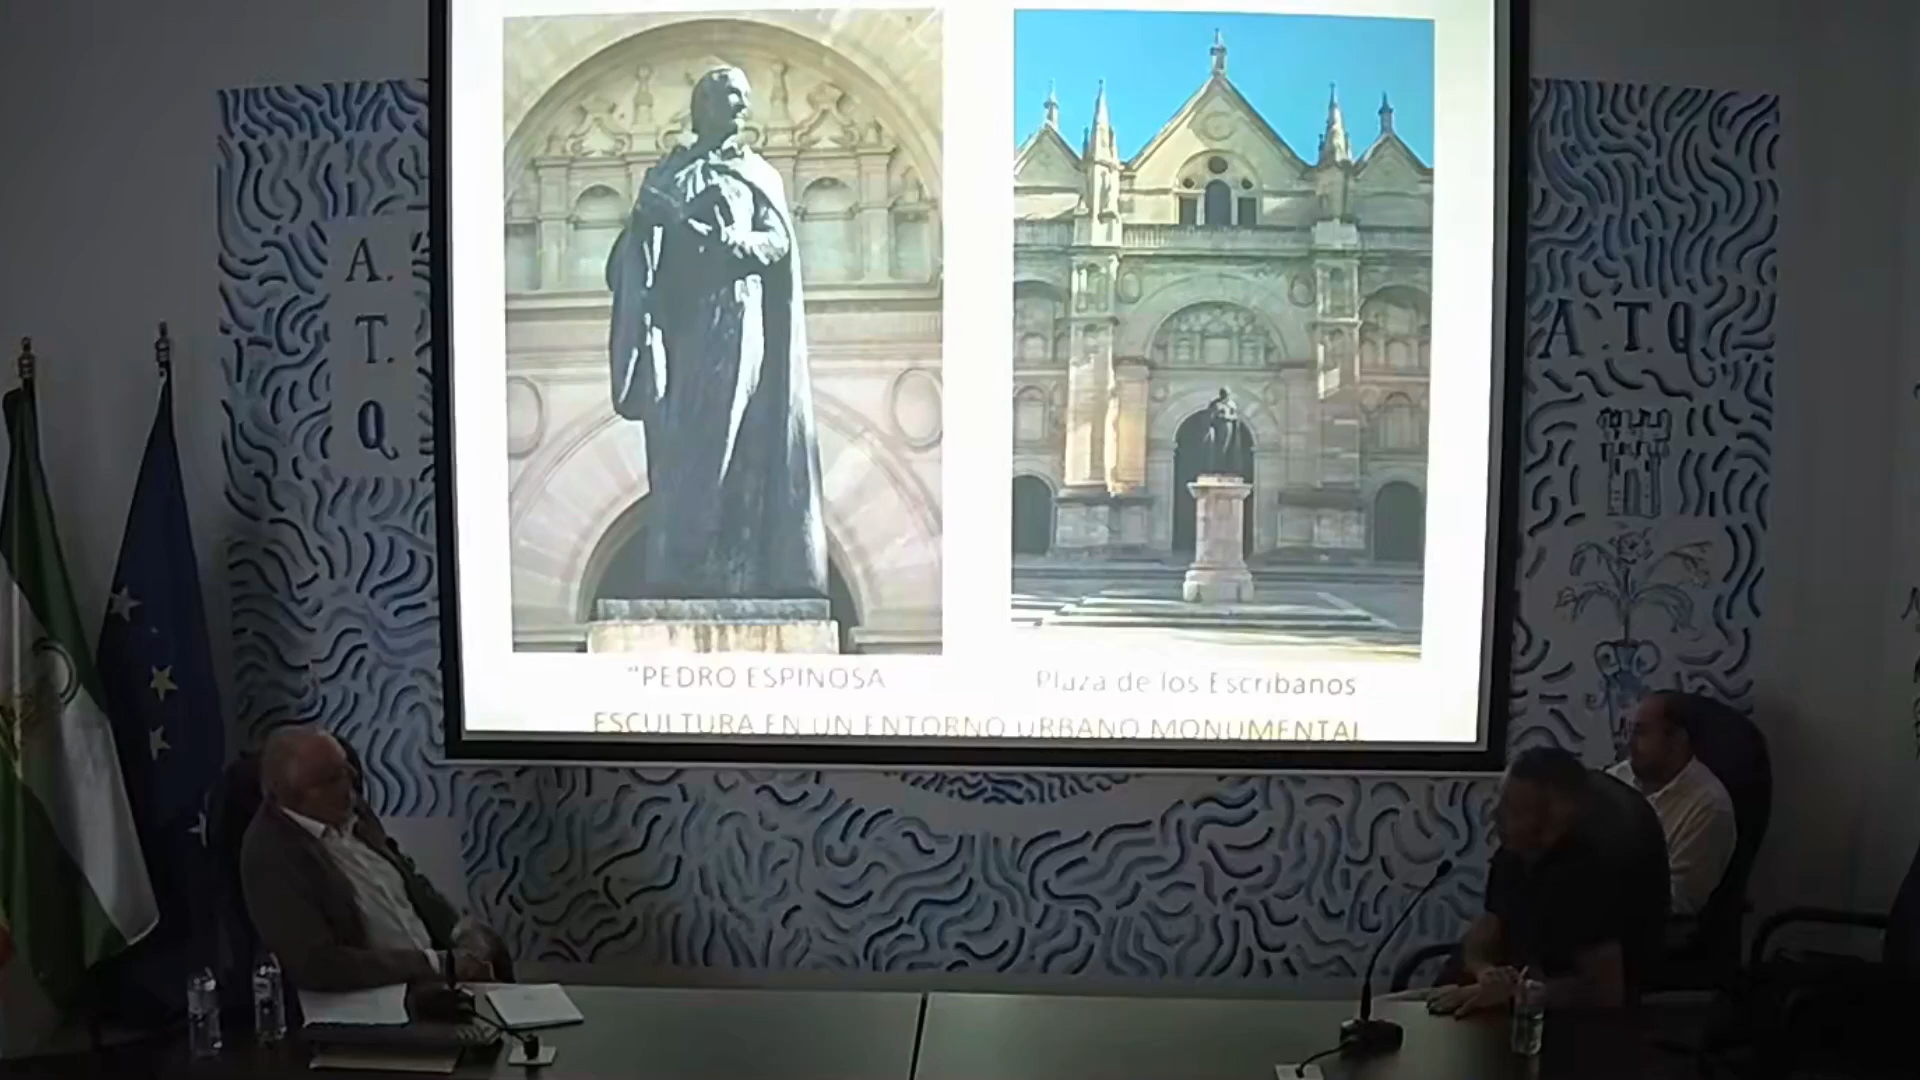 "PEDRO ESPINOSA
Plaza de los Escribanos
ESCULTURA EN UN ENTORNO URBANO MONUMENTAL
A.
T.
Q
A.T.Q